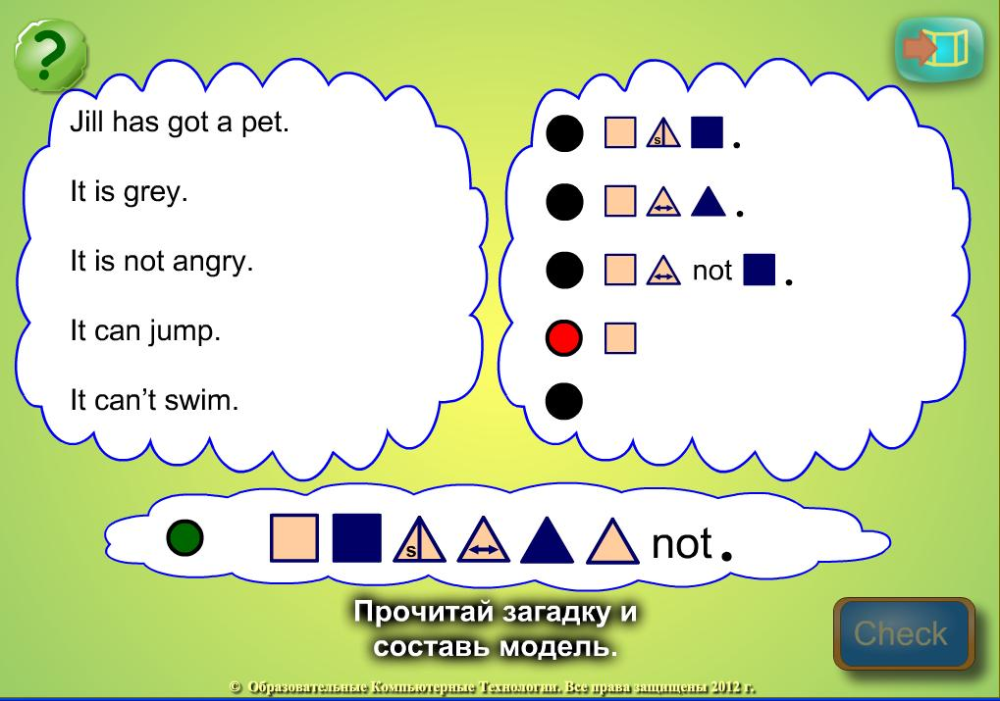 ?
Jill has got a pet.
It is grey.
It is not angry.
It can jump.
It can’t swim.
s .
.
not .
s not .
Прочитай загадку и
составь модель.
Check
© Образовательные Компьютерные Технологии. Все права защищены 2012 г.